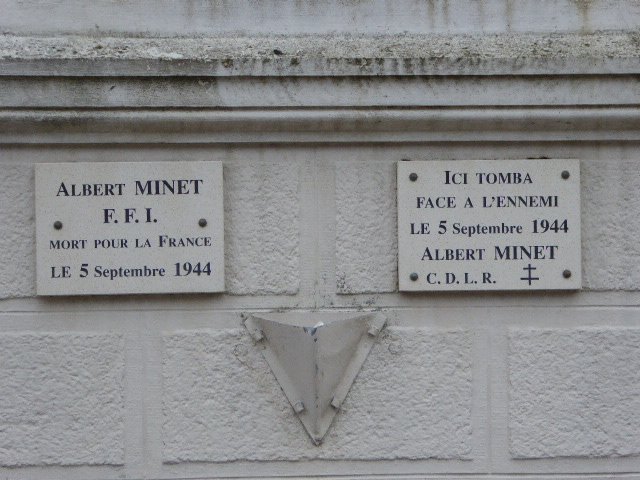 ALBERT MINET
F. F. I.
MORT POUR LA FRANCE
LE 5 Septembre 1944
ICI TOMBA
FACE A L'ENNEMI
LE 5 Septembre 1944
ALBERT MINET
C. D. L. R. ‡